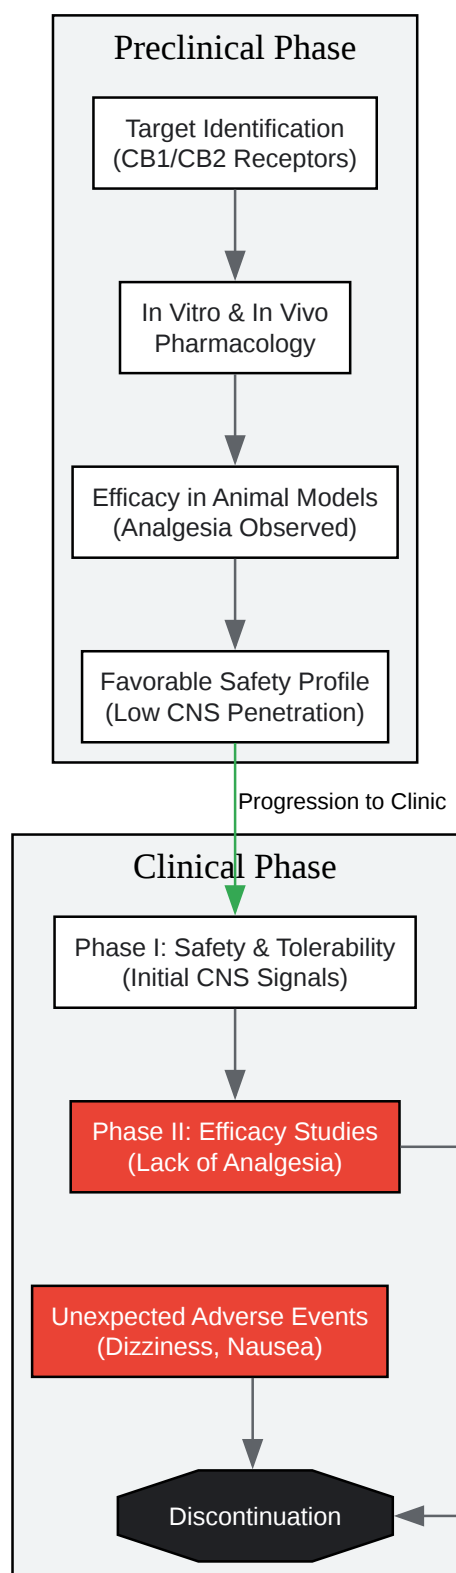 Preclinical Phase
Target Identification
(CB1/CB2 Receptors)
In Vitro & In Vivo
Pharmacology
Efficacy in Animal Models
(Analgesia Observed)
Favorable Safety Profile
(Low CNS Penetration)
Progression to Clinic
Clinical Phase
Phase I: Safety & Tolerability
(Initial CNS Signals)
Phase II: Efficacy Studies
(Lack of Analgesia)
Unexpected Adverse Events
(Dizziness, Nausea)
Discontinuation